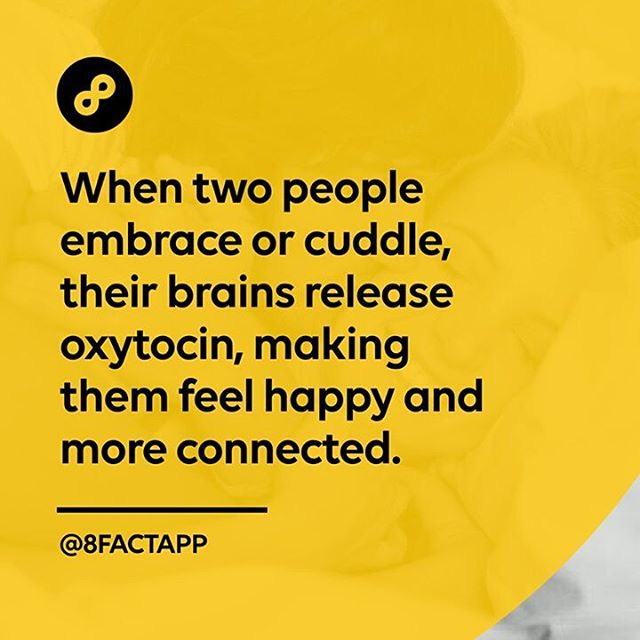 When two people
embrace or cuddle,
their brains release
oxytocin, making
them feel happy and
more connected.
@8FACTAPP